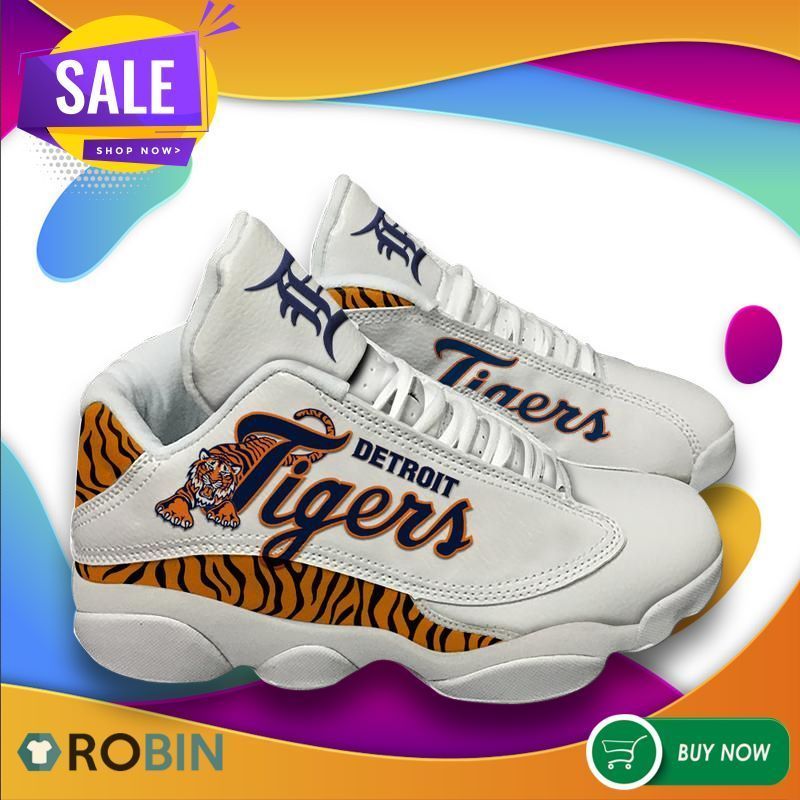 SALE
SHOP NOW>
D
D
Tigers
DETROIT
Tigers
ROBIN
BUY NOW